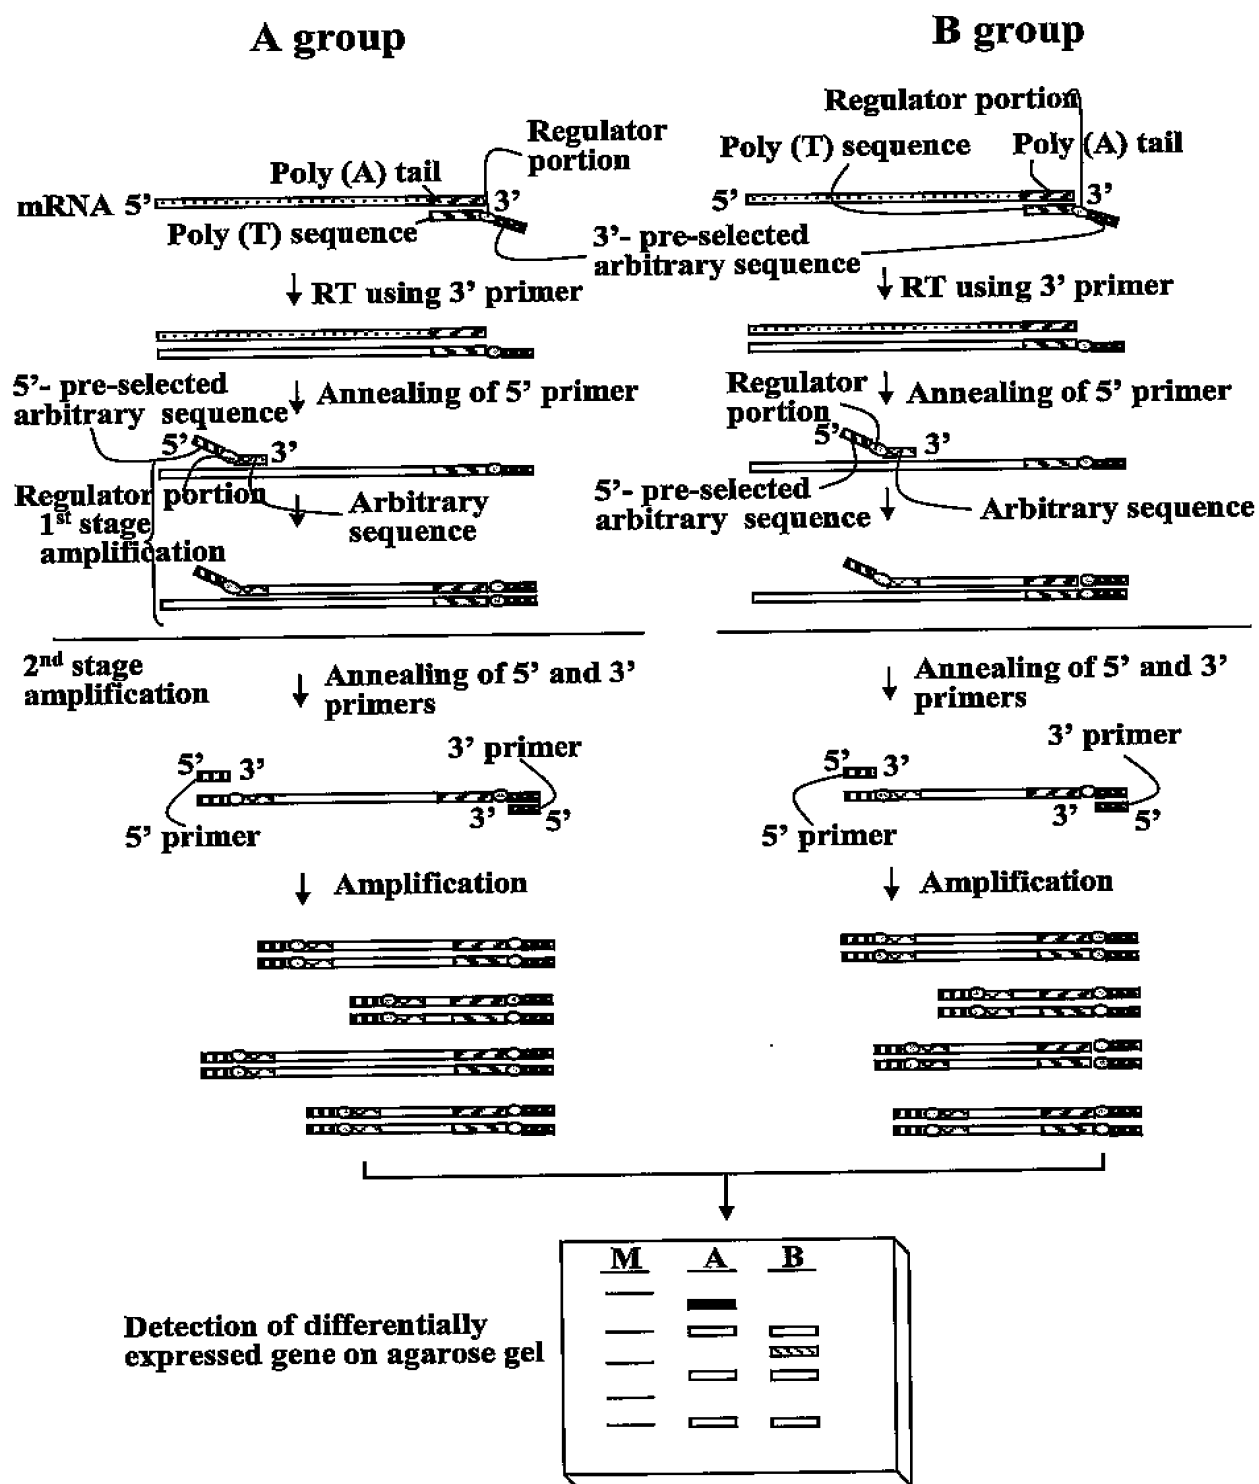 A group
B group
Regulator portion
Regulator
portion
Poly (A) tail
Poly (T) sequence
Poly (A) tail
mRNA 5’
3’
5’
3’
Poly (T) sequence
3’- pre-selected
arbitrary sequence
RT using 3’ primer
RT using 3’ primer
5’- pre-selected
arbitrary sequence
Annealing of 5’ primer
Regulator
portion
Annealing of 5’ primer
5’
3’
5’
3’
Regulator portion
1st stage
amplification
Arbitrary
sequence
5’- pre-selected
arbitrary sequence
Arbitrary sequence
2nd stage
amplification
Annealing of 5’ and 3’
primers
Annealing of 5’ and 3’
primers
3’ primer
3’ primer
5’
3’
5’
3’
3’
5’
3’
5’
5’ primer
5’ primer
Amplification
Amplification
M
A
B
Detection of differentially
expressed gene on agarose gel